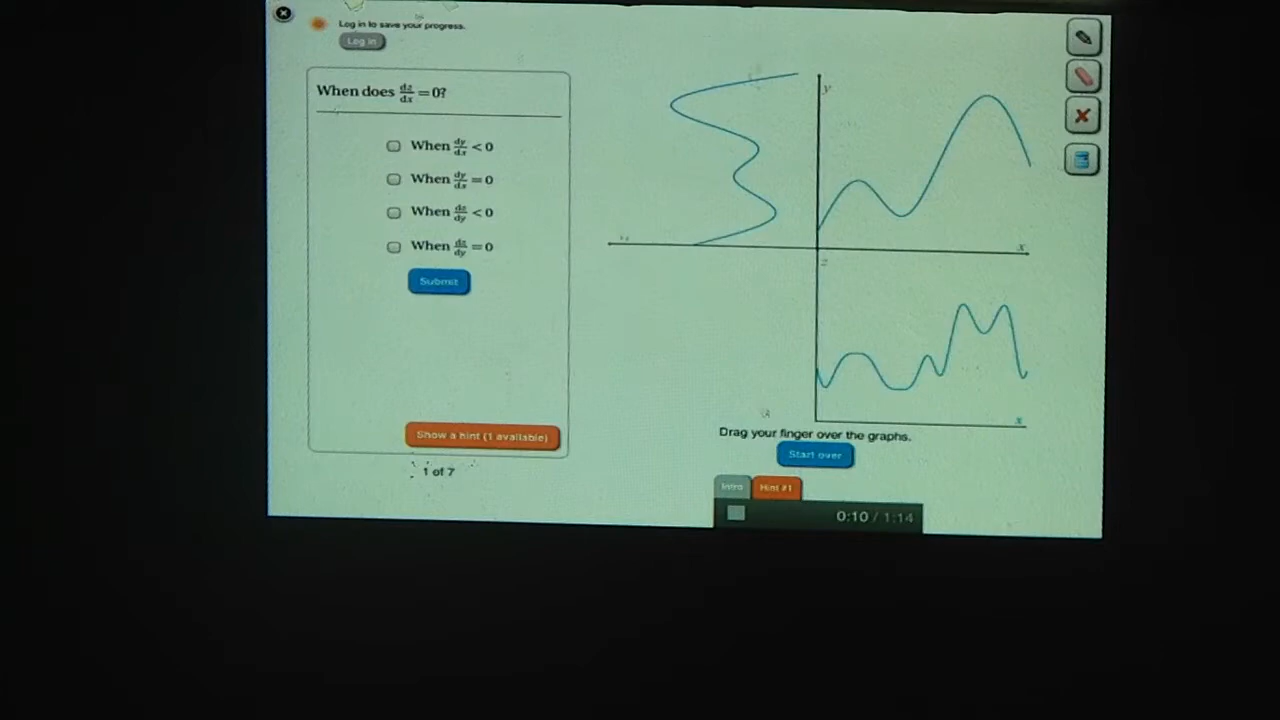 Log in to save your progress.
Log in
When does dz/dx = 0?
When dy/dx < 0
When dy/dx = 0
When dz/dy < 0
When dz/dy = 0
Submit
Show a hint (1 available)
1 of 7
y
x
z
x
Drag your finger over the graphs.
Start over
Intro
Hint #1
0:10 / 1:14